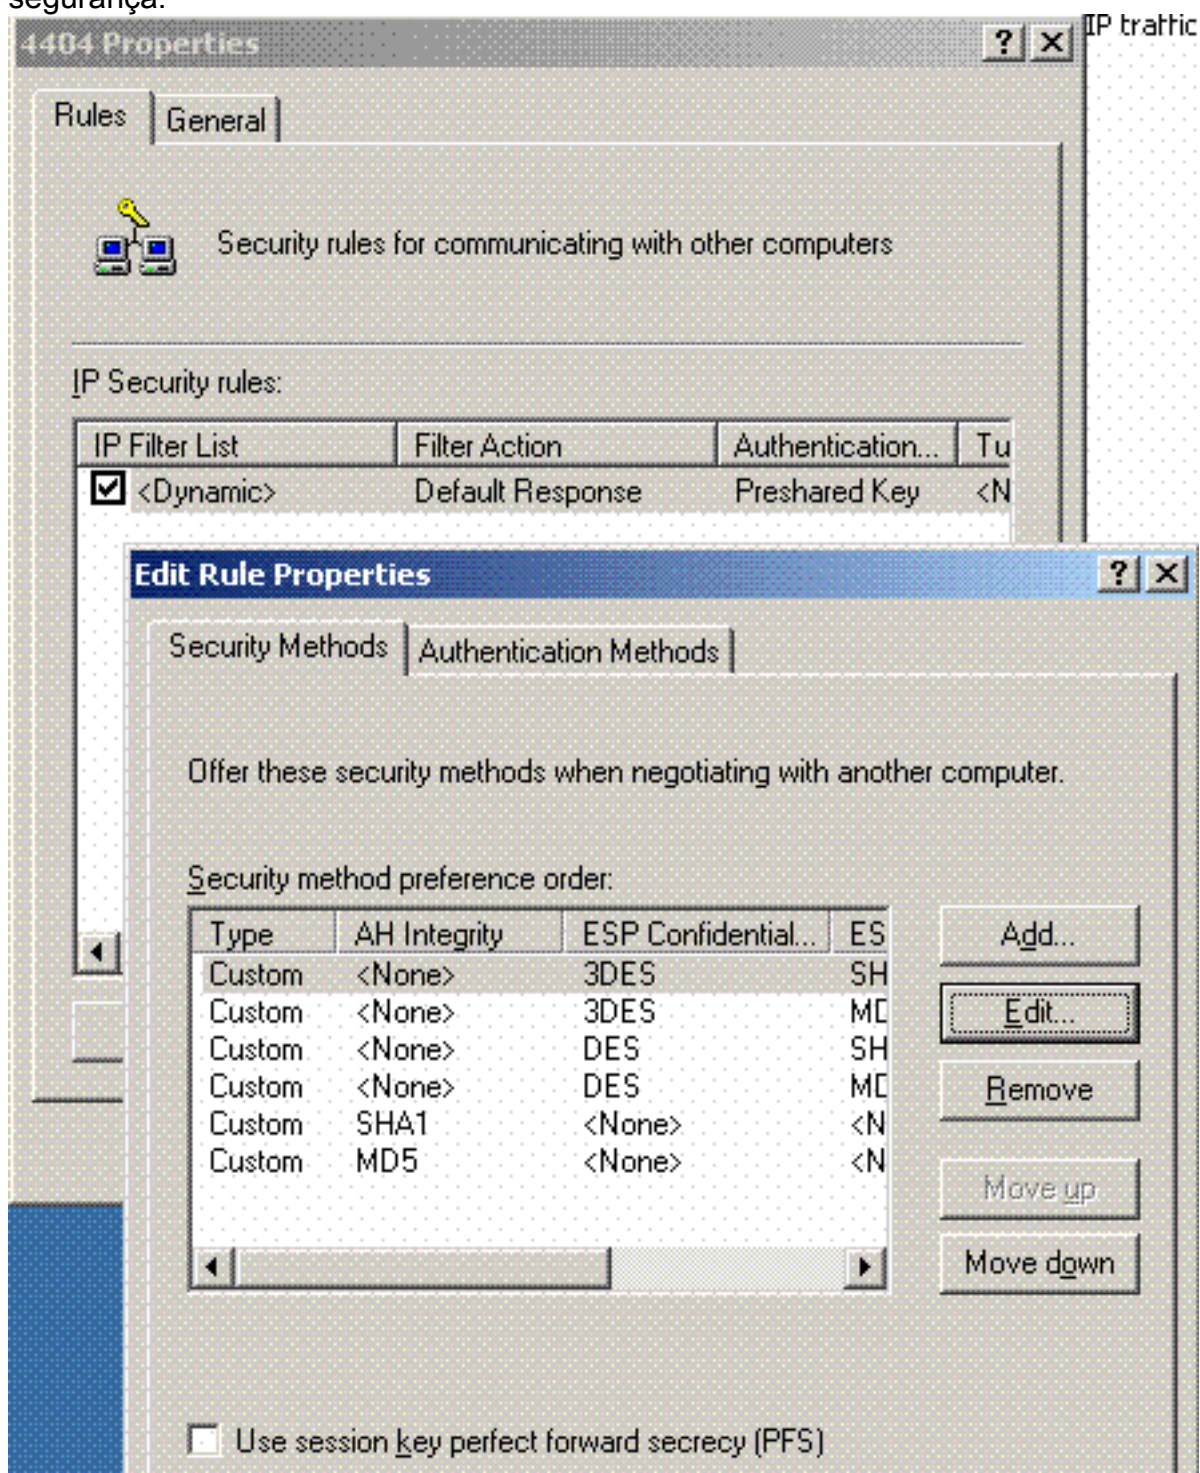 segurança.
4404 Properties
IP traffic
Rules General
Security rules for communicating with other computers
IP Security rules:
IP Filter List Filter Action Authentication... Tu
<Dynamic> Default Response Preshared Key <N
Edit Rule Properties
Security Methods Authentication Methods
Offer these security methods when negotiating with another computer.
Security method preference order:
Type AH Integrity ESP Confidential... ES
Custom <None> 3DES SH
Custom <None> 3DES MD
Custom <None> DES SH
Custom <None> DES MD
Custom SHA1 <None> <N
Custom MD5 <None> <N
Add...
Edit...
Remove
Move up
Move down
Use session key perfect forward secrecy (PFS)